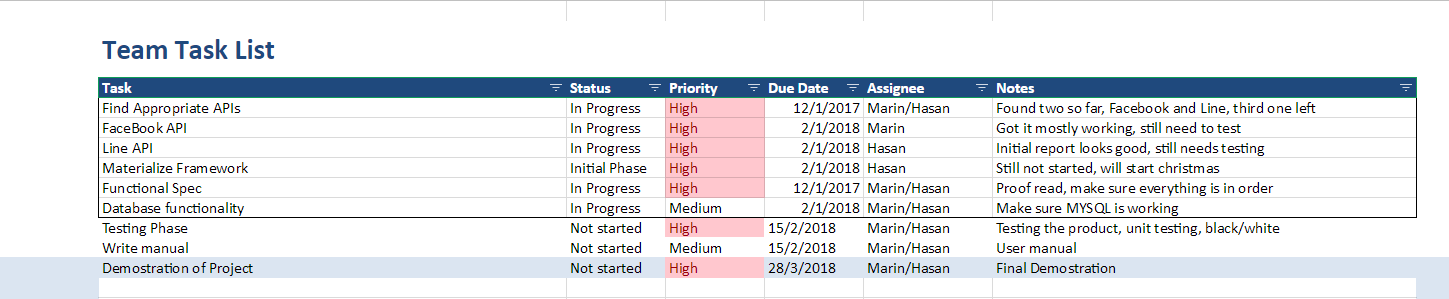 Team Task List
Task Status Priority Due Date Assignee Notes
Find Appropriate APIs In Progress High 12/1/2017 Marin/Hasan Found two so far, Facebook and Line, third one left
FaceBook API In Progress High 2/1/2018 Marin Got it mostly working, still need to test
Line API In Progress High 2/1/2018 Hasan Initial report looks good, still needs testing
Materialize Framework Initial Phase High 2/1/2018 Hasan Still not started, will start christmas
Functional Spec In Progress High 12/1/2017 Marin/Hasan Proof read, make sure everything is in order
Database functionality In Progress Medium 2/1/2018 Marin/Hasan Make sure MYSQL is working
Testing Phase Not started High 15/2/2018 Marin/Hasan Testing the product, unit testing, black/white
Write manual Not started Medium 15/2/2018 Marin/Hasan User manual
Demostration of Project Not started High 28/3/2018 Marin/Hasan Final Demostration